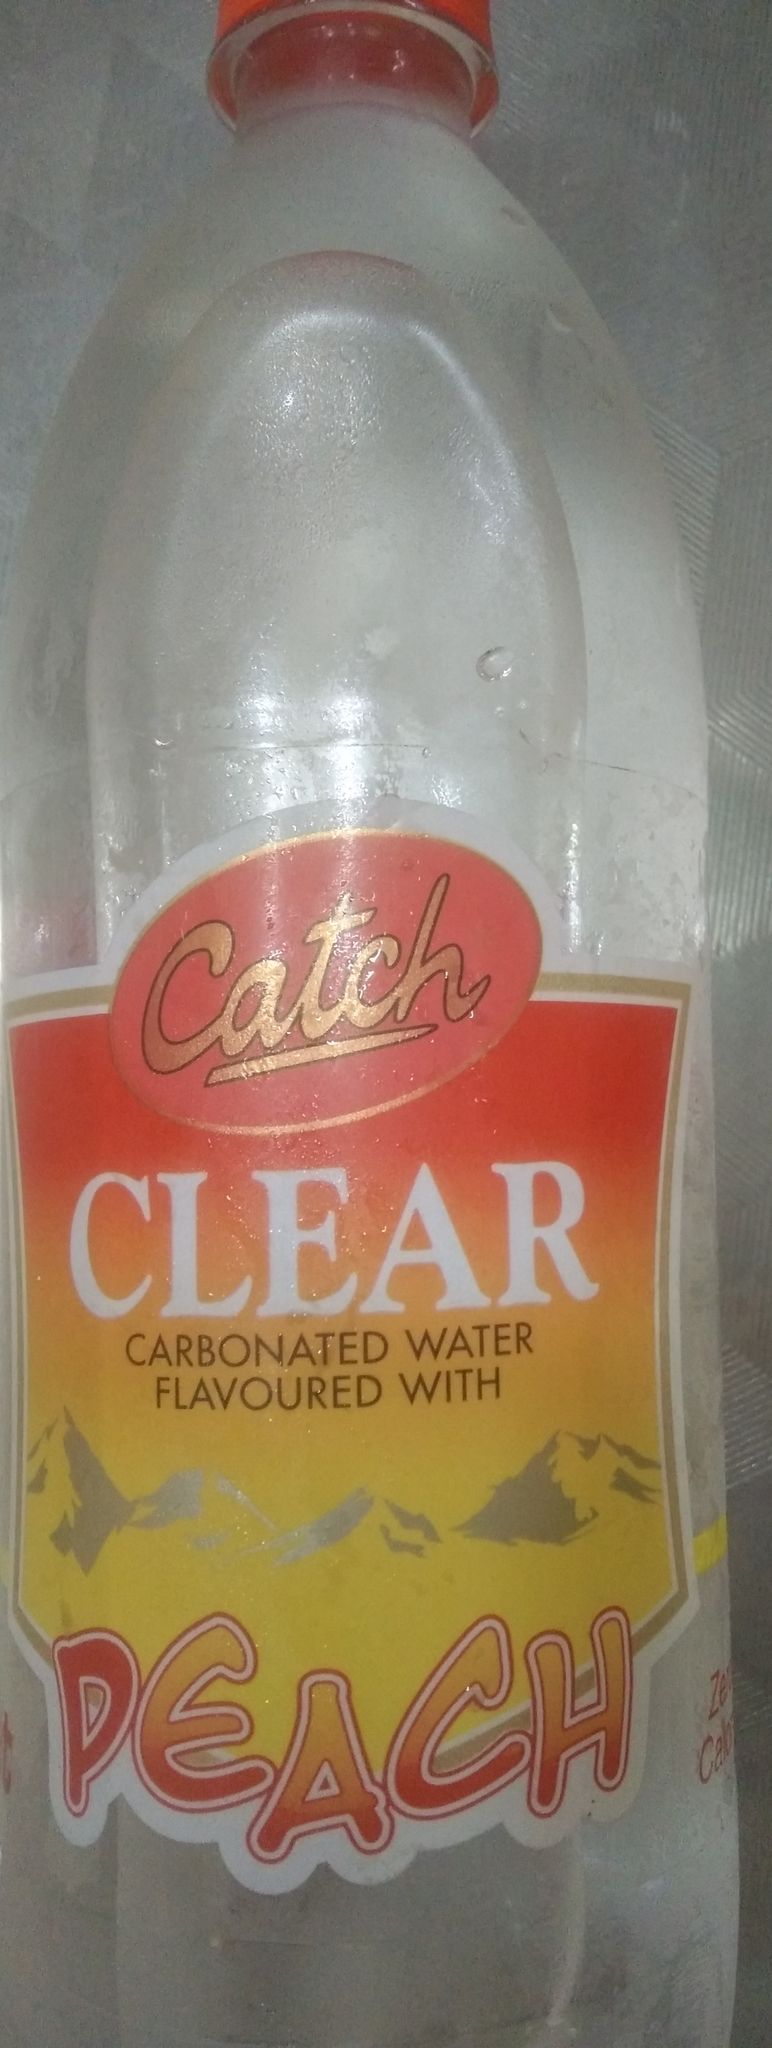 Catch
CLEAR
CARBONATED WATER
FLAVOURED WITH
PEACH